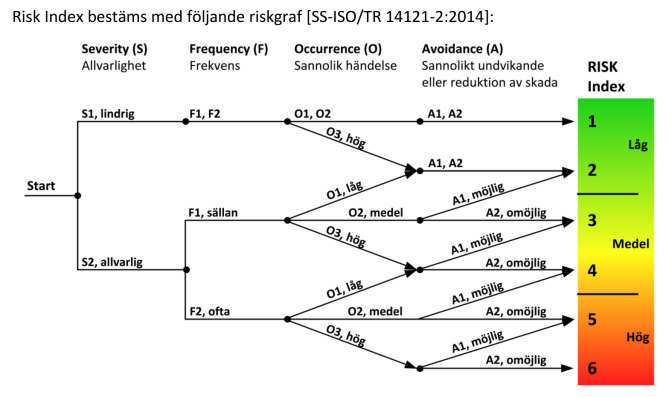 Risk Index bestäms med följande riskgraf [SS-ISO/TR 14121-2:2014]:
Severity (S) Frequency (F) Occurrence (O) Avoidance (A)
Allvarlighet Frekvens Sannolik händelse Sannolikt undvikande
eller reduktion av skada
RISK
Index
S1, lindrig F1, F2 O1, O2 A1, A2 1
O3, hög
Låg
A1, A2 2
Start
O1, låg A1, möjlig
F1, sällan O2, medel A2, omöjlig 3
O3, hög A1, möjlig
Medel
S2, allvarlig A2, omöjlig 4
O1, låg A1, möjlig
F2, ofta O2, medel A2, omöjlig 5
O3, hög A1, möjlig
Hög
A2, omöjlig 6